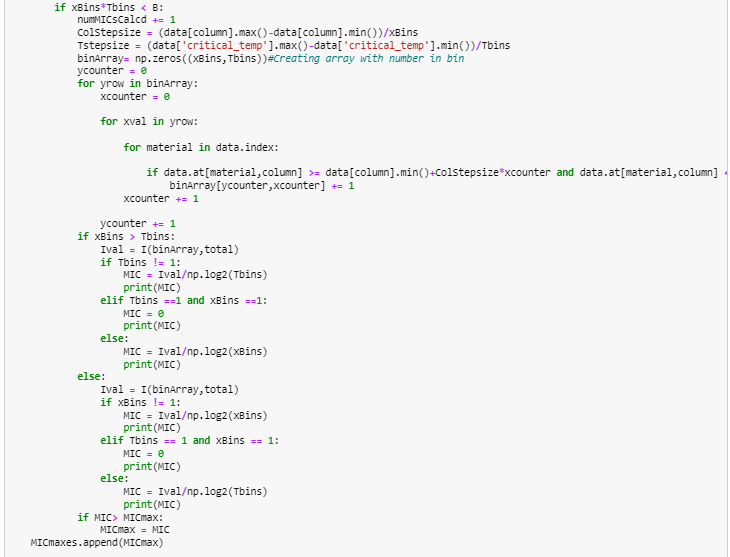 if xBins*Tbins < B:
numMICsCalcd += 1
ColStepsize = (data[column].max()-data[column].min())/xBins
Tstepsize = (data['critical_temp'].max()-data['critical_temp'].min())/Tbins
binArray= np.zeros((xBins,Tbins))#Creating array with number in bin
ycounter = 0
for yrow in binArray:
xcounter = 0
for xval in yrow:
for material in data.index:
if data.at[material,column] >= data[column].min()+ColStepsize*xcounter and data.at[material,column] <
binArray[ycounter,xcounter] += 1
xcounter += 1
ycounter += 1
if xBins > Tbins:
Ival = I(binArray,total)
if Tbins != 1:
MIC = Ival/np.log2(Tbins)
print(MIC)
elif Tbins ==1 and xBins ==1:
MIC = 0
print(MIC)
else:
MIC = Ival/np.log2(xBins)
print(MIC)
else:
Ival = I(binArray,total)
if xBins != 1:
MIC = Ival/np.log2(xBins)
print(MIC)
elif Tbins == 1 and xBins == 1:
MIC = 0
print(MIC)
else:
MIC = Ival/np.log2(Tbins)
print(MIC)
if MIC> MICmax:
MICmax = MIC
MICmaxes.append(MICmax)